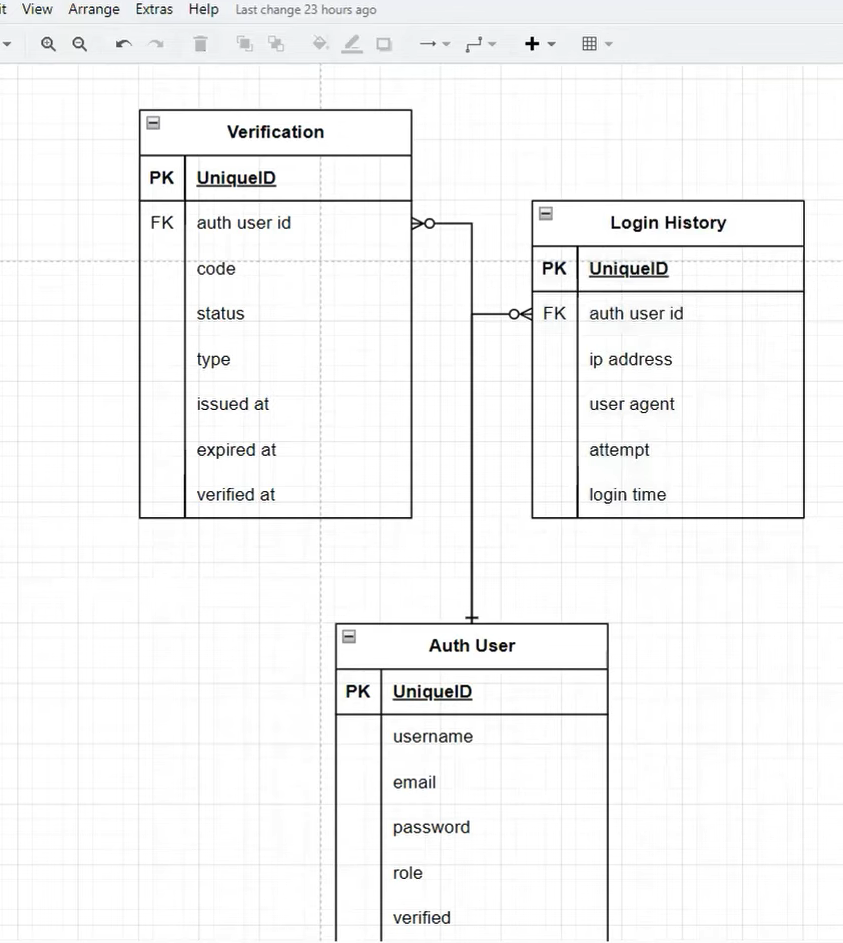 it View Arrange Extras Help Last change 23 hours ago
Verification
PK UniqueID
FK auth user id
code
status
type
issued at
expired at
verified at
Login History
PK UniqueID
FK auth user id
ip address
user agent
attempt
login time
Auth User
PK UniqueID
username
email
password
role
verified